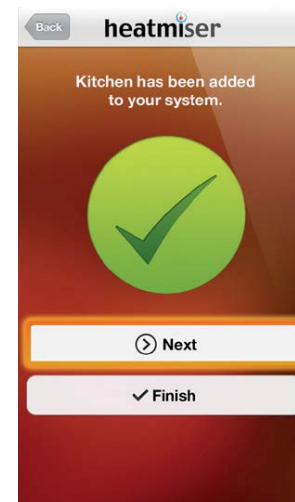 Back
heatmiser
Kitchen has been added
to your system.
Next
Finish